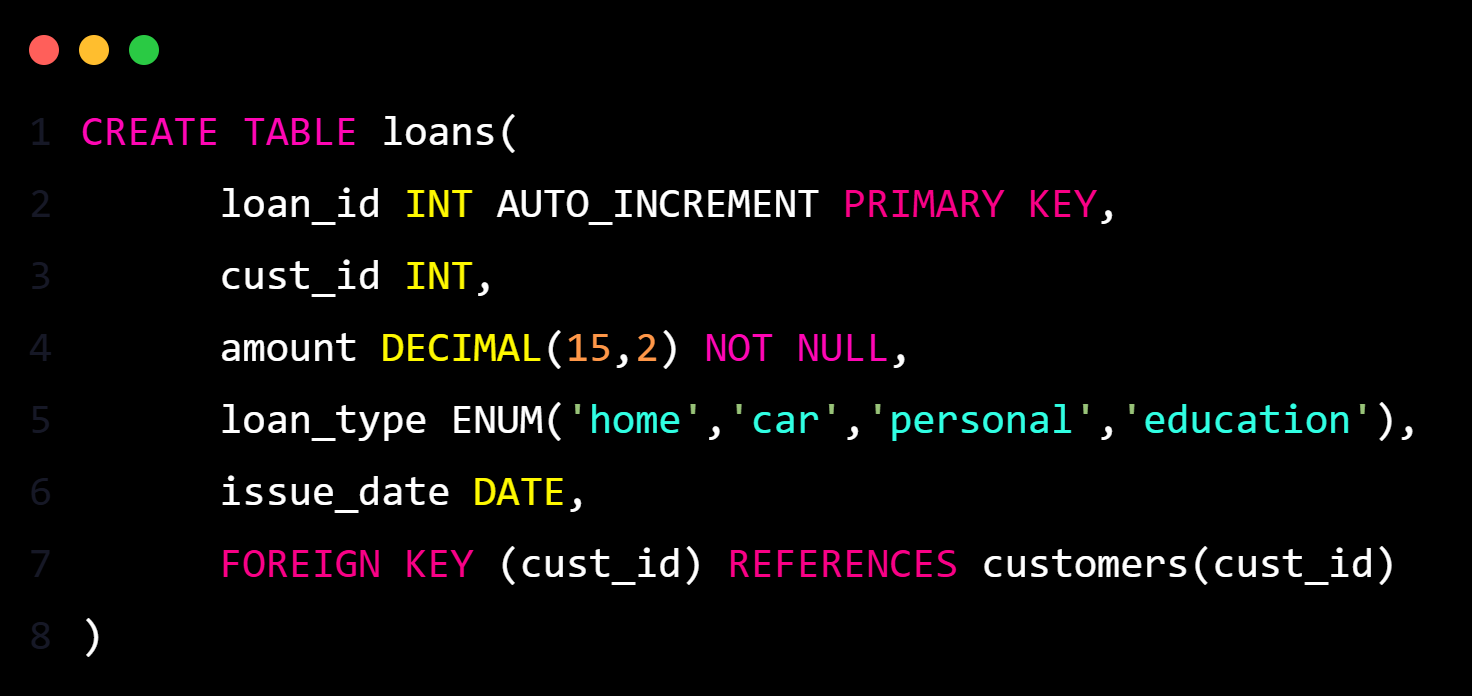 1 CREATE TABLE loans(
2 loan_id INT AUTO_INCREMENT PRIMARY KEY,
3 cust_id INT,
4 amount DECIMAL(15,2) NOT NULL,
5 loan_type ENUM('home','car','personal','education'),
6 issue_date DATE,
7 FOREIGN KEY (cust_id) REFERENCES customers(cust_id)
8 )